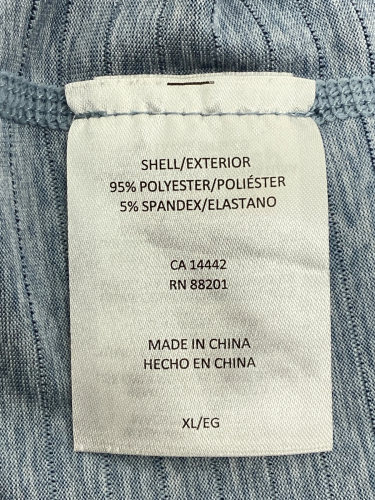 SHELL/EXTERIOR
95% POLYESTER/POLIÉSTER
5% SPANDEX/ELASTANO
CA 14442
RN 88201
MADE IN CHINA
HECHO EN CHINA
XL/EG